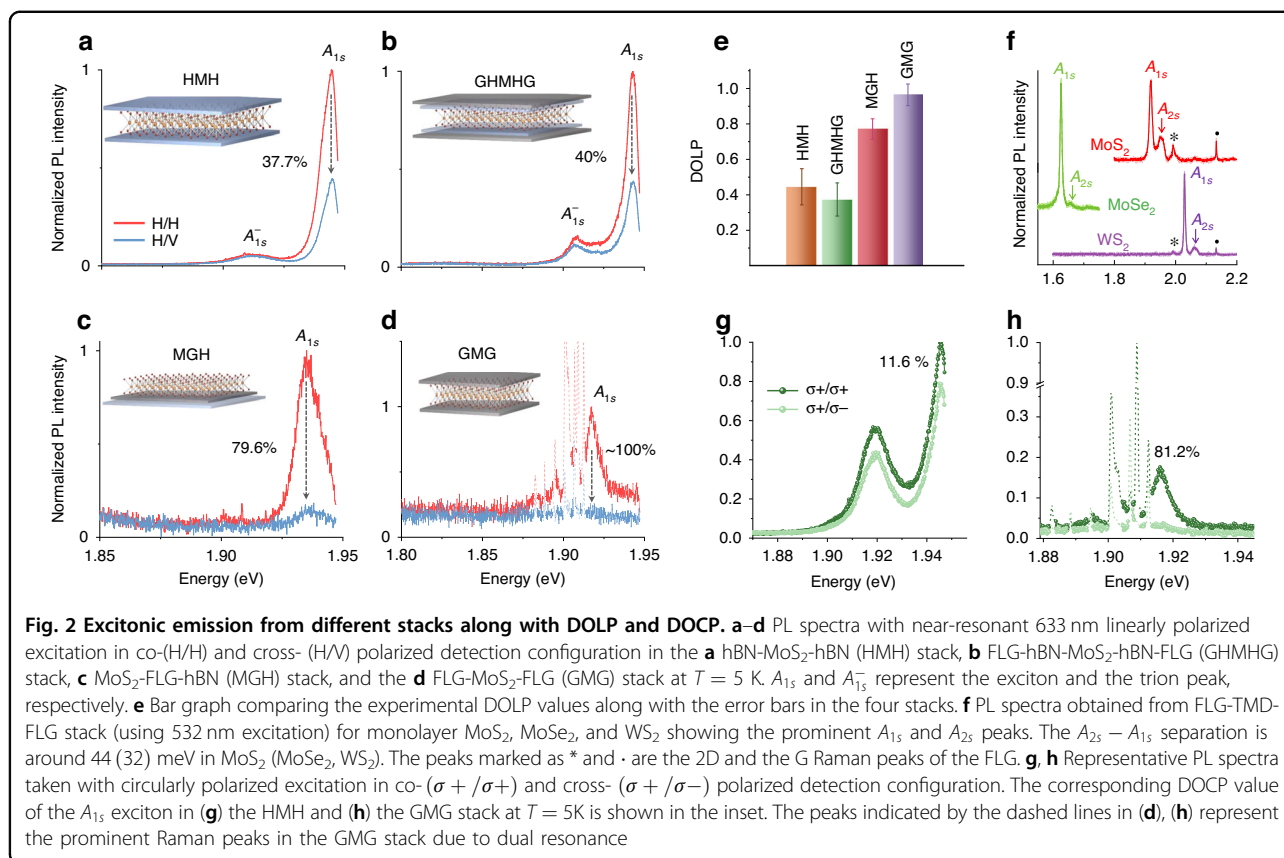 a
A1s
1
HMH
37.7%
H/H
H/V
A−1s
0
1.85
1.90
1.95
Normalized PL intensity
b
A1s
1
GHMHG
40%
A−1s
0
1.85
1.90
1.95
e
DOLP
1.0
0.8
0.6
0.4
0.2
HMH
GHMHG
MGH
GMG
f
Normalized PL intensity
A1s
A1s
A2s
*
•
MoS2
A2s
A1s
MoSe2
A2s
WS2
*
•
1.6
1.8
2.0
2.2
c
A1s
1
MGH
79.6%
0
1.85
1.90
1.95
Energy (eV)
Normalized PL intensity
d
GMG
A1s
1
~100%
0
1.80
1.85
1.90
1.95
Energy (eV)
g
1.0
0.8
0.6
0.4
0.2
0.0
11.6 %
σ+/σ+
σ+/σ−
1.88
1.90
1.92
1.94
Energy (eV)
h
0.9
0.3
0.2
0.1
0.0
81.2%
1.88
1.90
1.92
1.94
Energy (eV)
Fig. 2 Excitonic emission from different stacks along with DOLP and DOCP. a–d PL spectra with near-resonant 633 nm linearly polarized
excitation in co-(H/H) and cross- (H/V) polarized detection configuration in the a hBN-MoS2-hBN (HMH) stack, b FLG-hBN-MoS2-hBN-FLG (GHMHG)
stack, c MoS2-FLG-hBN (MGH) stack, and the d FLG-MoS2-FLG (GMG) stack at T = 5 K. A1s and A−1s represent the exciton and the trion peak,
respectively. e Bar graph comparing the experimental DOLP values along with the error bars in the four stacks. f PL spectra obtained from FLG-TMD-
FLG stack (using 532 nm excitation) for monolayer MoS2, MoSe2, and WS2 showing the prominent A1s and A2s peaks. The A2s − A1s separation is
around 44 (32) meV in MoS2 (MoSe2, WS2). The peaks marked as * and · are the 2D and the G Raman peaks of the FLG. g, h Representative PL spectra
taken with circularly polarized excitation in co- (σ + /σ+) and cross- (σ + /σ−) polarized detection configuration. The corresponding DOCP value
of the A1s exciton in (g) the HMH and (h) the GMG stack at T = 5K is shown in the inset. The peaks indicated by the dashed lines in (d), (h) represent
the prominent Raman peaks in the GMG stack due to dual resonance